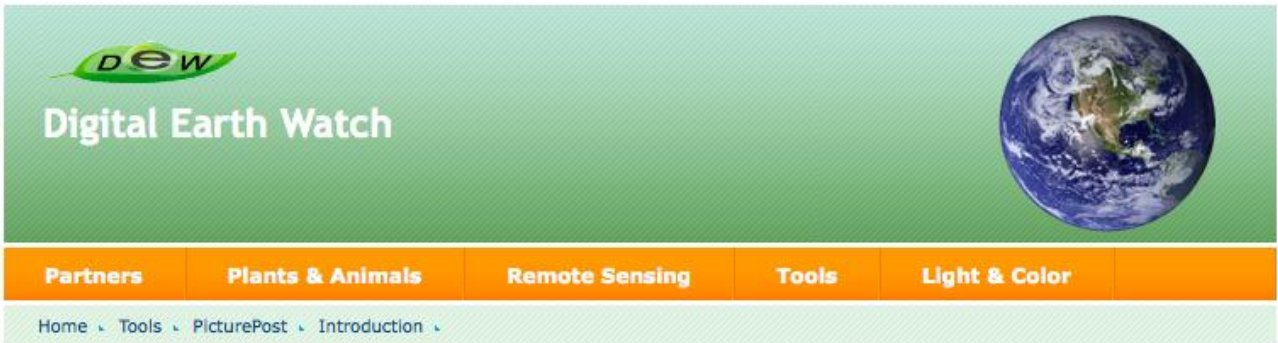 DeW
Digital Earth Watch
Partners Plants & Animals Remote Sensing Tools Light & Color
Home Tools PicturePost Introduction